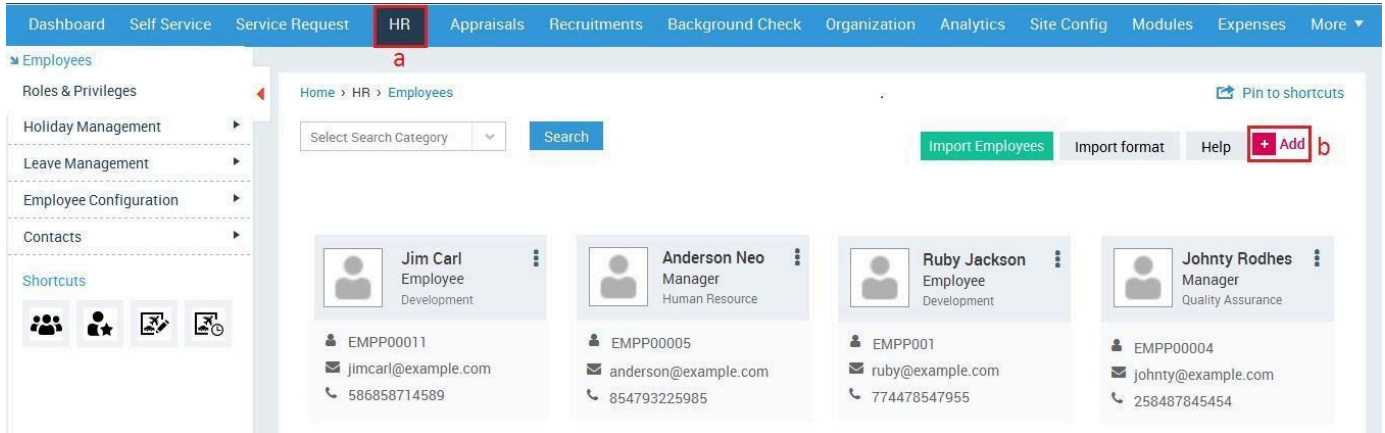 Dashboard Self Service Service Request HR Appraisals Recruitments Background Check Organization Analytics Site Config Modules Expenses More
a
Employees
Roles & Privileges
Holiday Management
Leave Management
Employee Configuration
Contacts
Shortcuts
Home › HR › Employees
.
Pin to shortcuts
Select Search Category Search
Import Employees Import format Help + Add b
Jim Carl
Employee
Development
EMPP00011
jimcarl@example.com
586858714589
Anderson Neo
Manager
Human Resource
EMPP00005
anderson@example.com
854793225985
Ruby Jackson
Employee
Development
EMPP001
ruby@example.com
774478547955
Johnty Rodhes
Manager
Quality Assurance
EMPP00004
johnty@example.com
258487845454